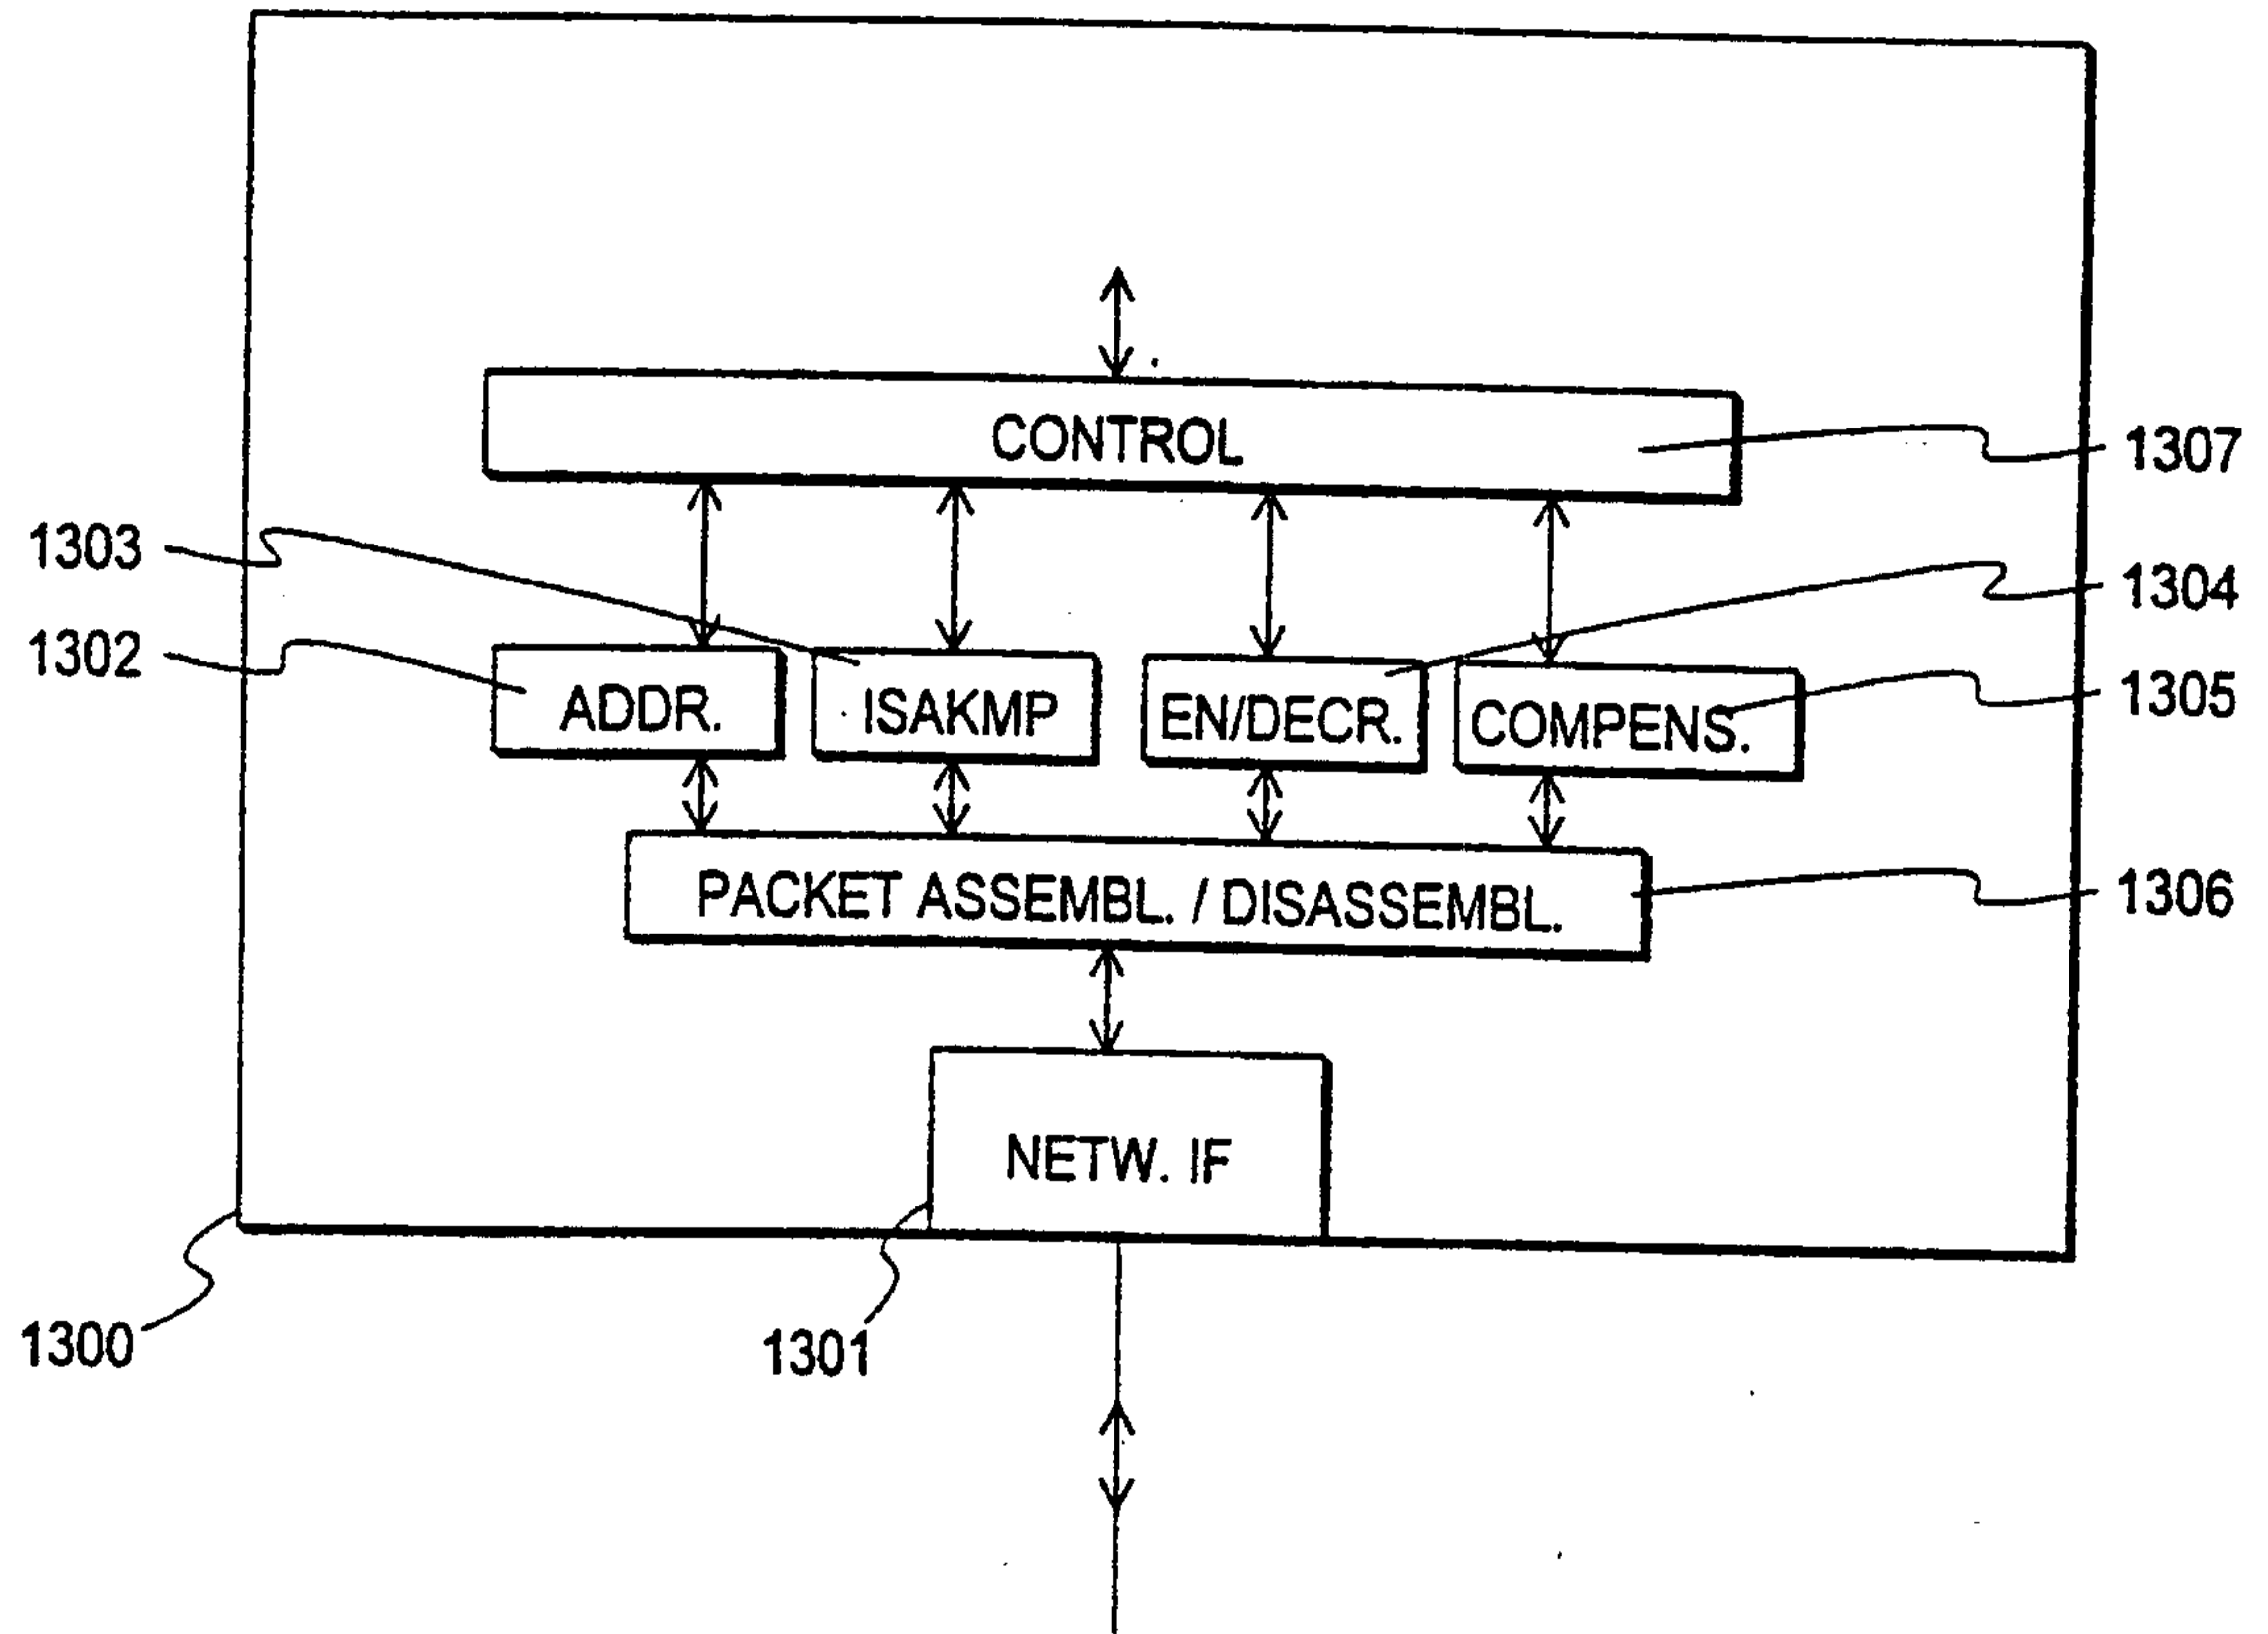 CONTROL
1307
1303
1304
1302
ADDR.
ISAKMP
EN/DECR.
COMPENS.
1305
PACKET ASSEMBL. / DISASSEMBL.
1306
NETW. IF
1300
1301